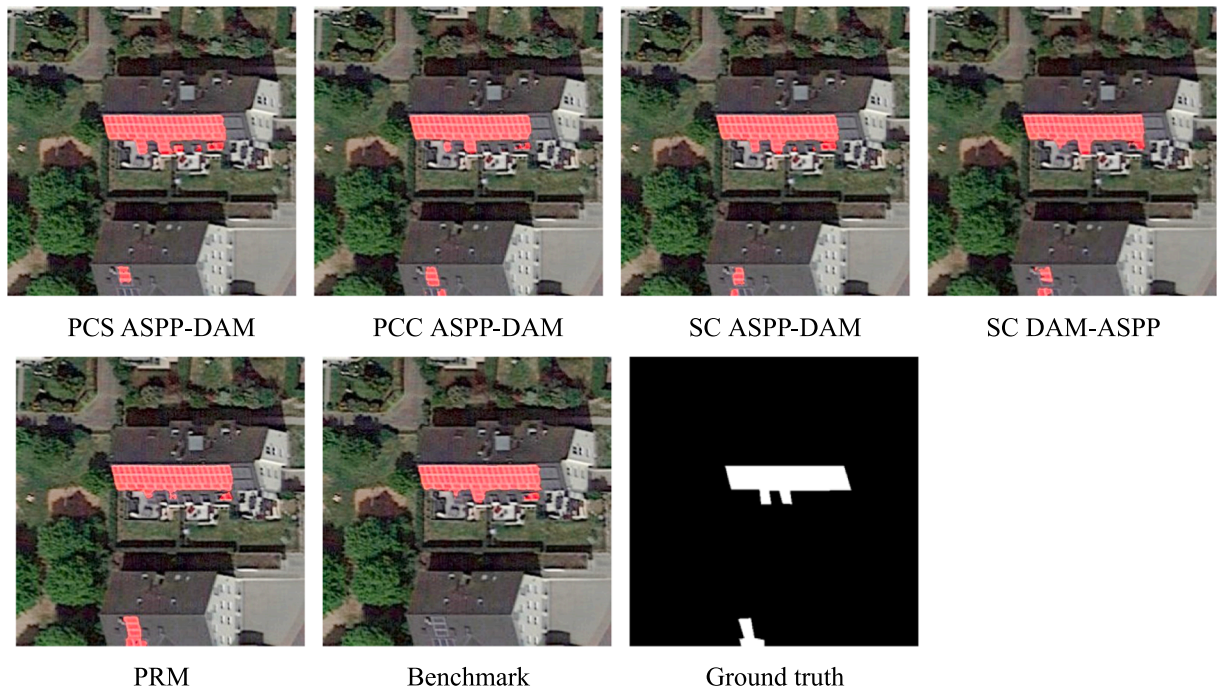 PCS ASPP-DAM
PCC ASPP-DAM
SC ASPP-DAM
SC DAM-ASPP
PRM
Benchmark
Ground truth